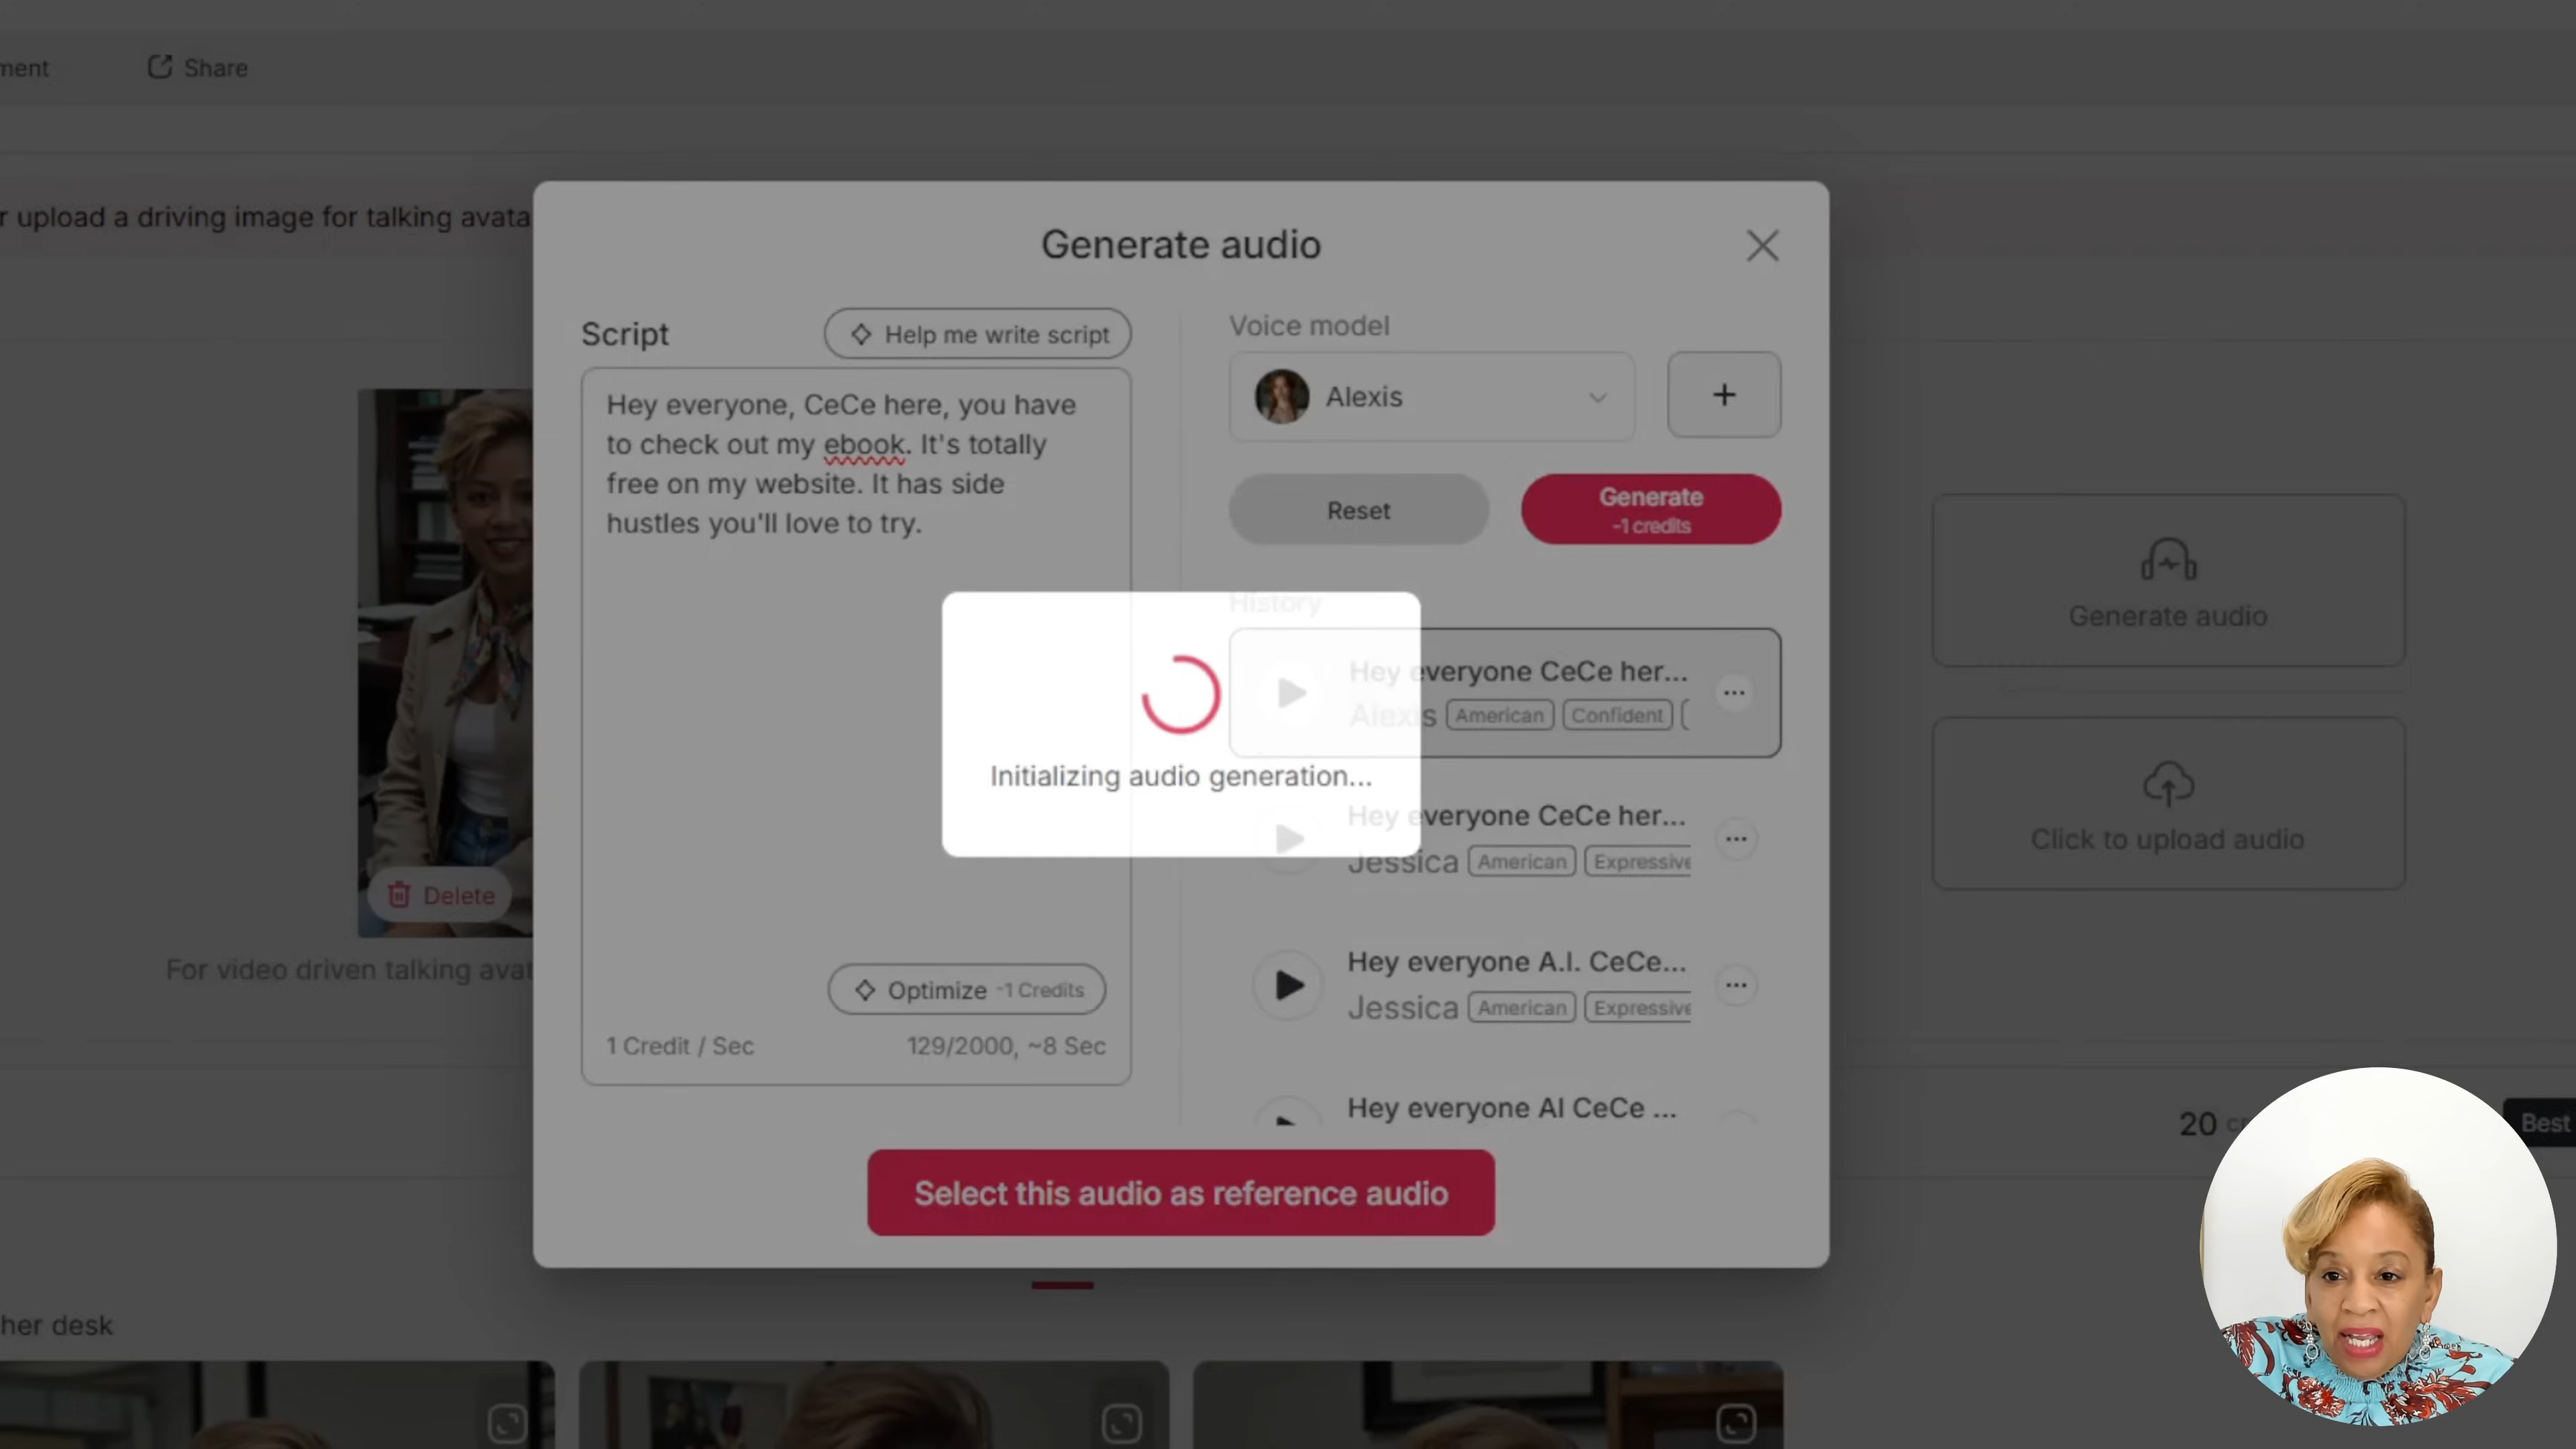 ment
Share
r upload a driving image for talking avata
Generate audio
Script
Help me write script
Hey everyone, CeCe here, you have
to check out my ebook. It's totally
free on my website. It has side
hustles you'll love to try.
Optimize -1 Credits
1 Credit / Sec
129/2000, ~8 Sec
Voice model
Alexis
+
Reset
Generate
-1 credits
History
Hey everyone CeCe her...
Alexis American Confident
Initializing audio generation...
Hey everyone CeCe her...
Jessica American Expressive
Hey everyone A.I. CeCe...
Jessica American Expressive
Hey everyone AI CeCe ...
Select this audio as reference audio
Delete
For video driven talking avat
Generate audio
Click to upload audio
20
Best
her desk